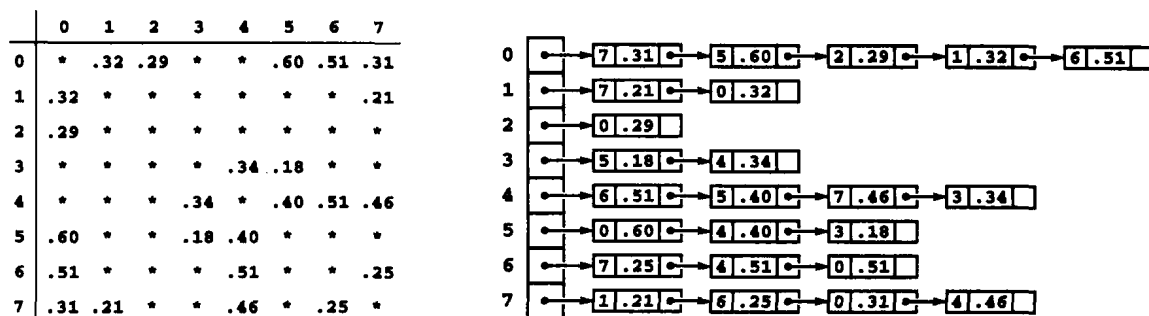 0 1 2 3 4 5 6 7
0 * .32 .29 * * .60 .51 .31
1 .32 * * * * * * .21
2 .29 * * * * * * *
3 * * * * .34 .18 * *
4 * * * .34 * .40 .51 .46
5 .60 * * .18 .40 * * *
6 .51 * * * .51 * * .25
7 .31 .21 * * .46 * .25 *
0 7 .31 5 .60 2 .29 1 .32 6 .51
1 7 .21 0 .32
2 0 .29
3 5 .18 4 .34
4 6 .51 5 .40 7 .46 3 .34
5 0 .60 4 .40 3 .18
6 7 .25 4 .51 0 .51
7 1 .21 6 .25 0 .31 4 .46